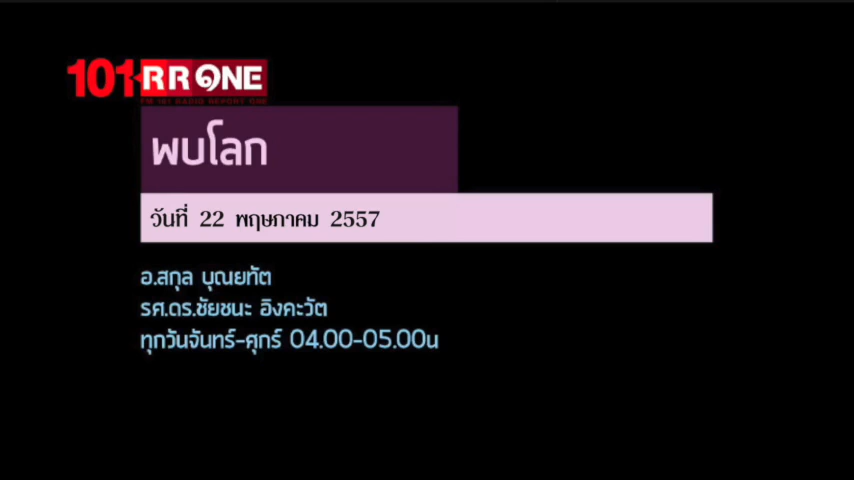 101 RR ONE
FM 101 RADIO REPORT ONE
พบโลก
วันที่ 22 พฤษภาคม 2557
อ.สกุล บุณยทัต
รศ.ดร.ชัยชนะ อิงคะวัต
ทุกวันจันทร์-ศุกร์ 04.00-05.00น